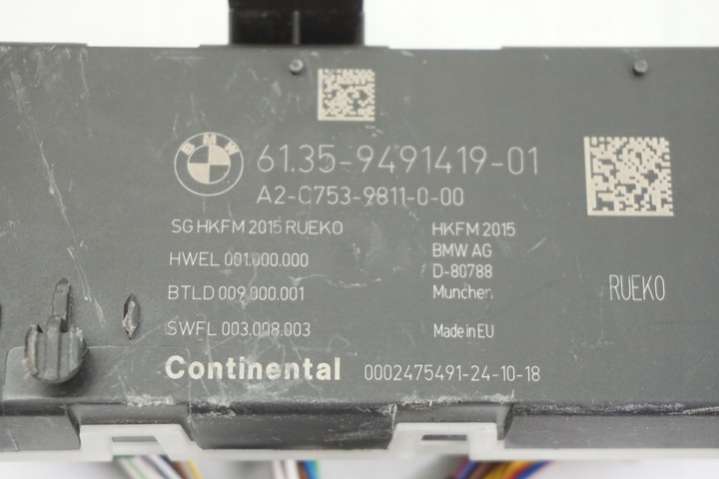 BMW
61.35-9491419-01
A2-C753-9811-0-00
SG HKFM 2015 RUEKO
HWEL 001.000.000
BTLD 009.000.001
SWFL 003.008.003
HKFM 2015
BMW AG
D-80788
Munchen
Made in EU
RUEKO
Continental 0002475491-24-10-18